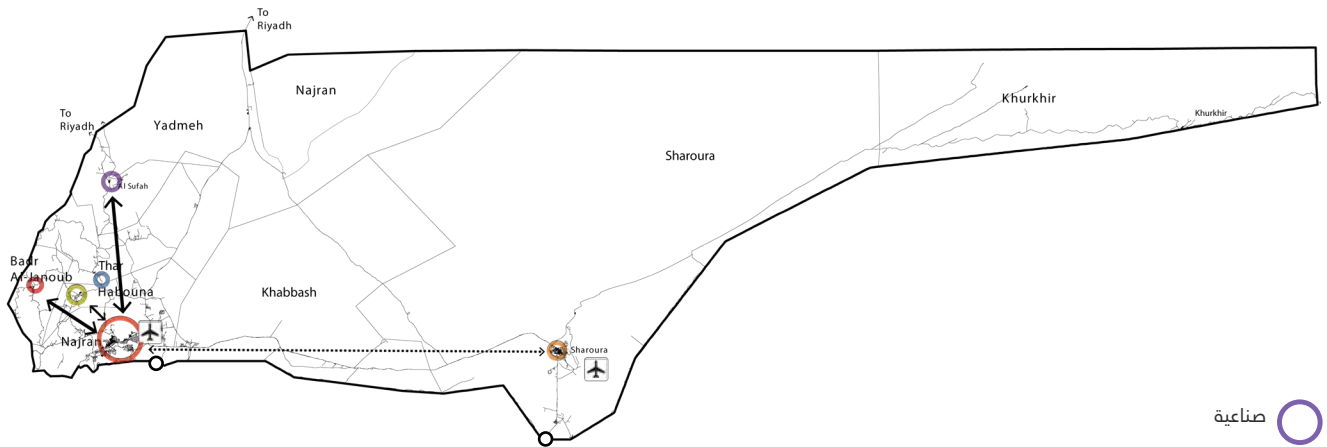 To
Riyadh
Najran
Khurkhir
To
Riyadh
Yadmeh
Khurkhir
Sharoura
Al Sufah
Badr
Al-Janoub
Thar
Habouna
Khabbash
Najran
Sharoura
صناعية